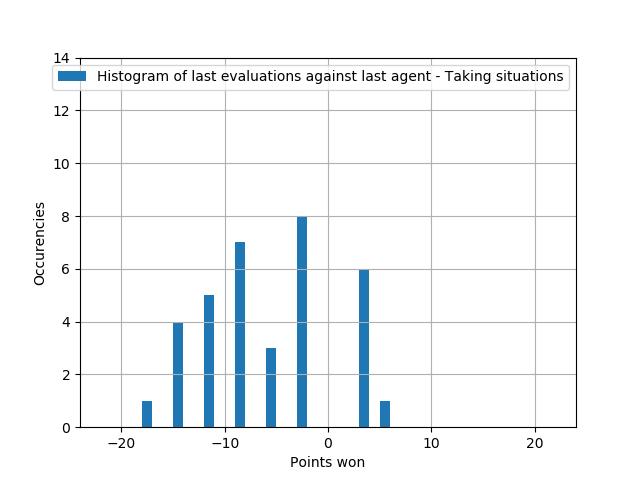 Histogram of last evaluations against last agent - Taking situations
14
12
10
8
6
4
2
0
Occurencies
−20 −10 0 10 20
Points won